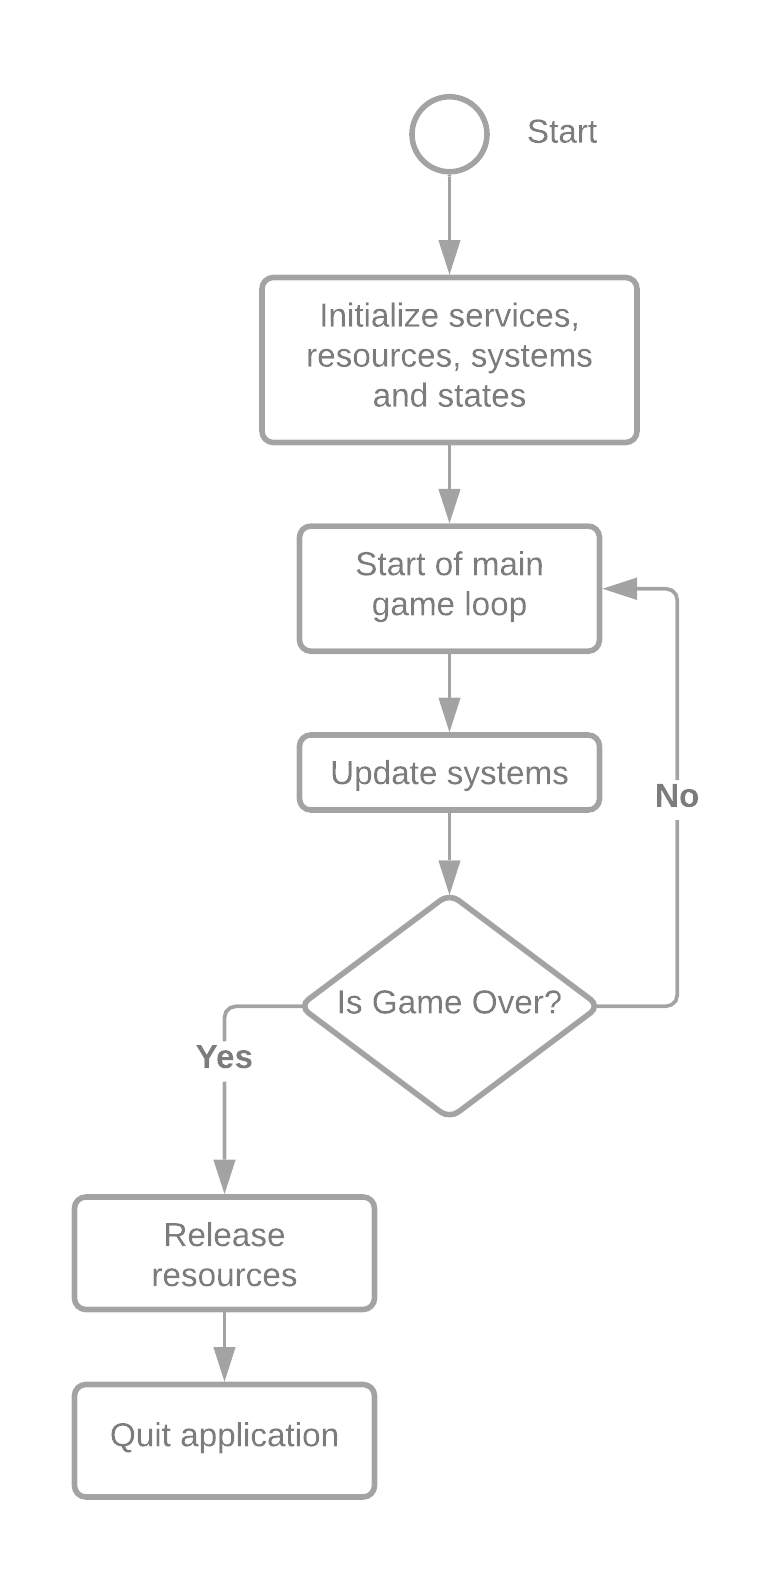 Start
Initialize services,
resources, systems
and states
Start of main
game loop
Update systems
No
Is Game Over?
Yes
Release
resources
Quit application